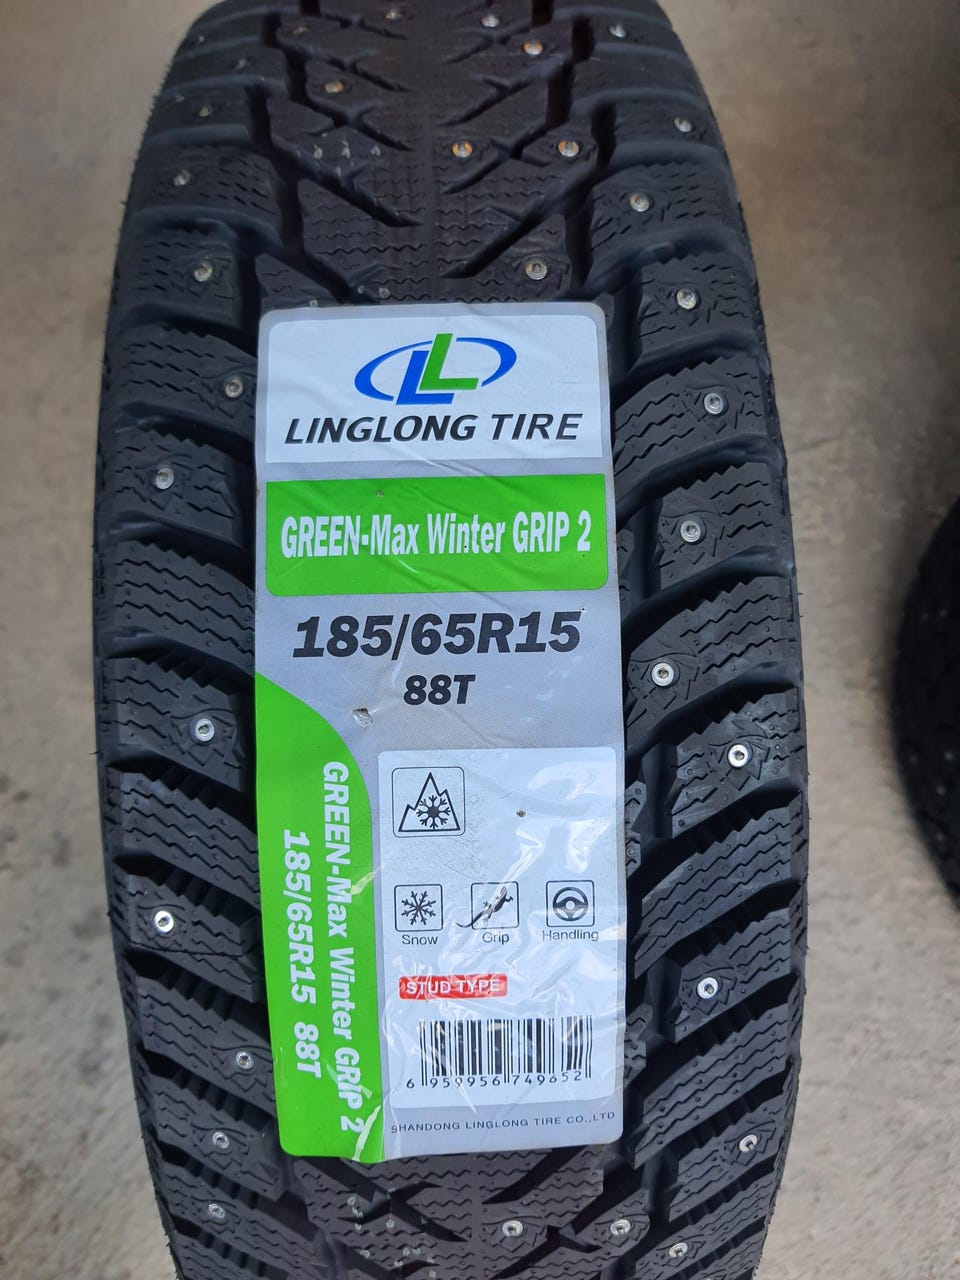 LINGLONG TIRE
GREEN-Max Winter GRIP 2
185/65R15
88T
GREEN-Max Winter GRIP 2
185/65R15 88T
Snow
Grip
Handling
STUD TYPE
6 959956 749652
SHANDONG LINGLONG TIRE CO.,LTD